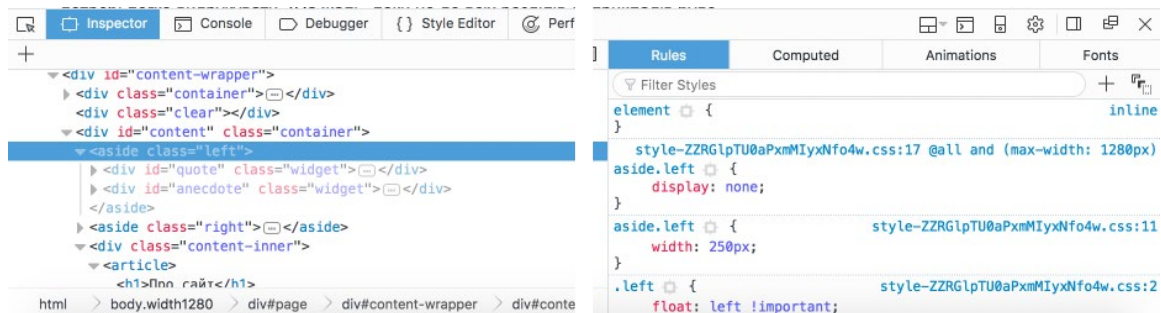 Inspector Console Debugger { } Style Editor Perf
+
<div id="content-wrapper">
<div class="container"></div>
<div class="clear"></div>
<div id="content" class="container">
<aside class="left">
<div id="quote" class="widget"></div>
<div id="anecdote" class="widget"></div>
</aside>
<aside class="right"></aside>
<div class="content-inner">
<article>
<h1>Про сайт</h1>
html body.width1280 div#page div#content-wrapper div#conte
Rules Computed Animations Fonts
Filter Styles +
element { inline
}
style-ZZRGlpTU0aPxmMIyxNfo4w.css:17 @all and (max-width: 1280px)
aside.left {
display: none;
}
aside.left { style-ZZRGlpTU0aPxmMIyxNfo4w.css:11
width: 250px;
}
.left { style-ZZRGlpTU0aPxmMIyxNfo4w.css:2
float: left !important;